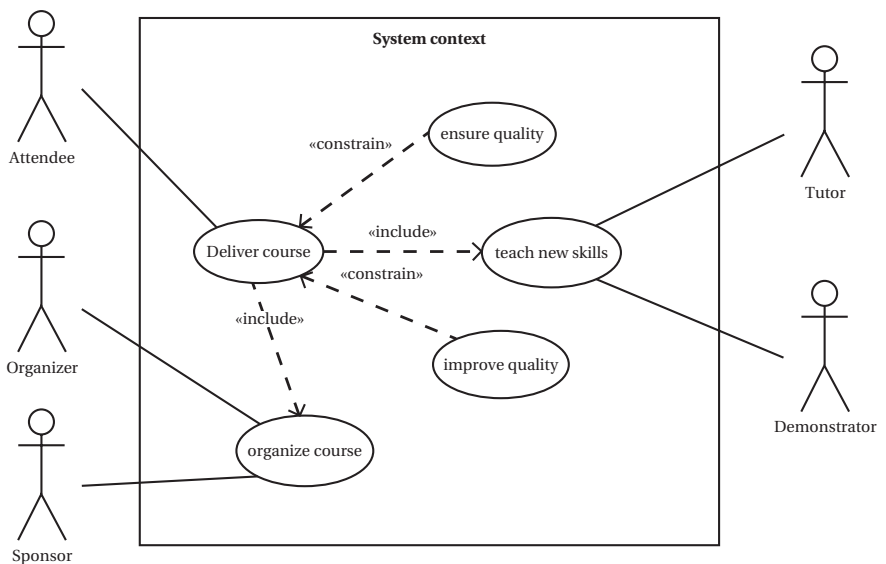 System context
ensure quality
«constrain»
Attendee
Tutor
«include»
Deliver course
teach new skills
«constrain»
«include»
improve quality
Organizer
Demonstrator
organize course
Sponsor